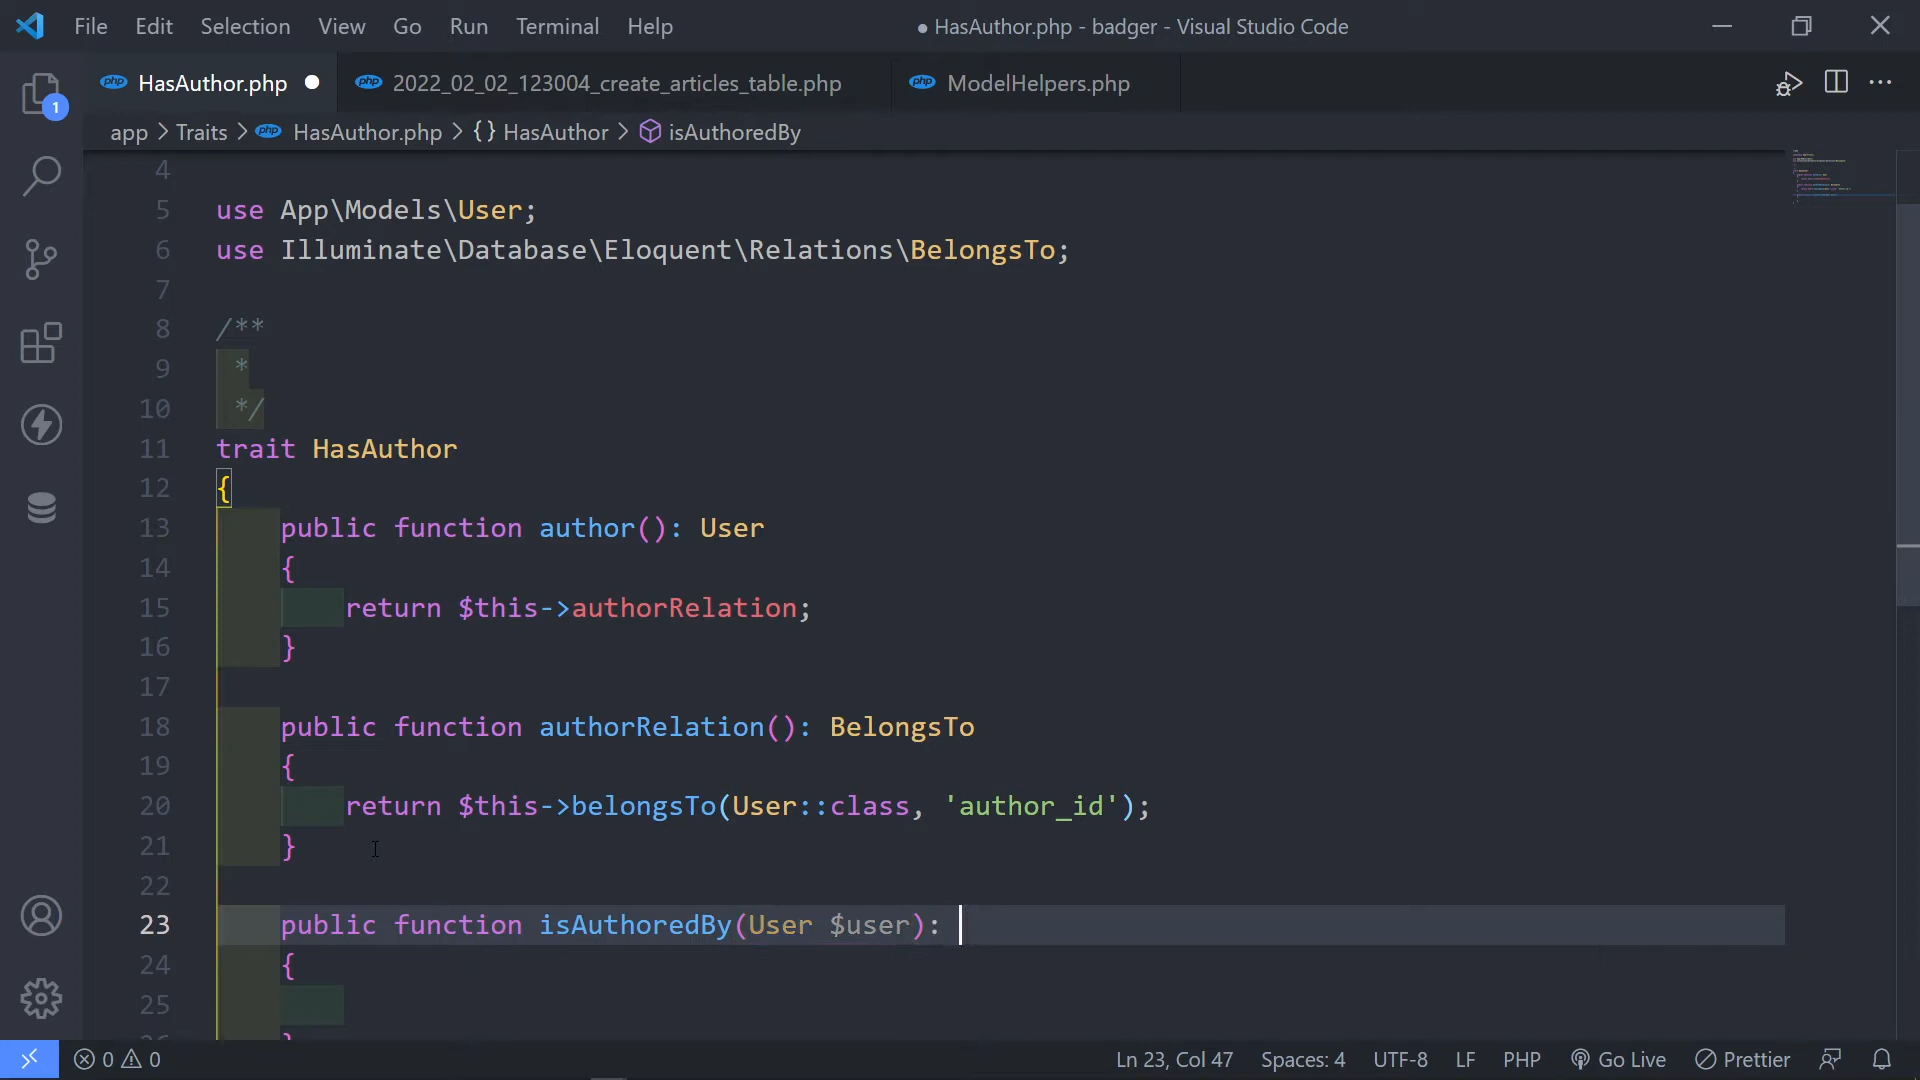 File Edit Selection View Go Run Terminal Help
● HasAuthor.php - badger - Visual Studio Code
1
php HasAuthor.php ● php 2022_02_02_123004_create_articles_table.php php ModelHelpers.php
app > Traits > php HasAuthor.php > {} HasAuthor > isAuthoredBy
4
5 use App\Models\User;
6 use Illuminate\Database\Eloquent\Relations\BelongsTo;
7
8 /**
9 *
10 */
11 trait HasAuthor
12 {
13 public function author(): User
14 {
15 return $this->authorRelation;
16 }
17
18 public function authorRelation(): BelongsTo
19 {
20 return $this->belongsTo(User::class, 'author_id');
21 }
22
23 public function isAuthoredBy(User $user):
24 {
25
0 0 Ln 23, Col 47 Spaces: 4 UTF-8 LF PHP Go Live Prettier